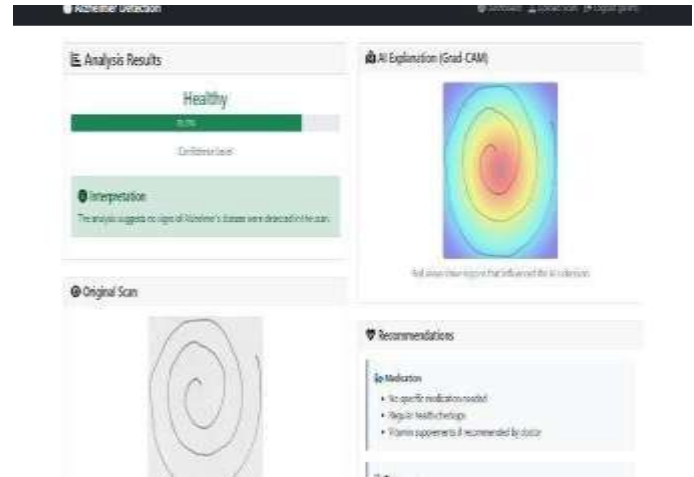 Alzheimer Detection
Analysis Results
Healthy
Confidence Level
Interpretation
The analysis suggests no signs of Alzheimer's disease were detected in the scan.
Original Scan
AI Explanation (Grad-CAM)
Red areas show regions that influenced the AI's decision.
Recommendations
Medication
No specific medication needed
Regular health checkups
Vitamin supplements if recommended by doctor